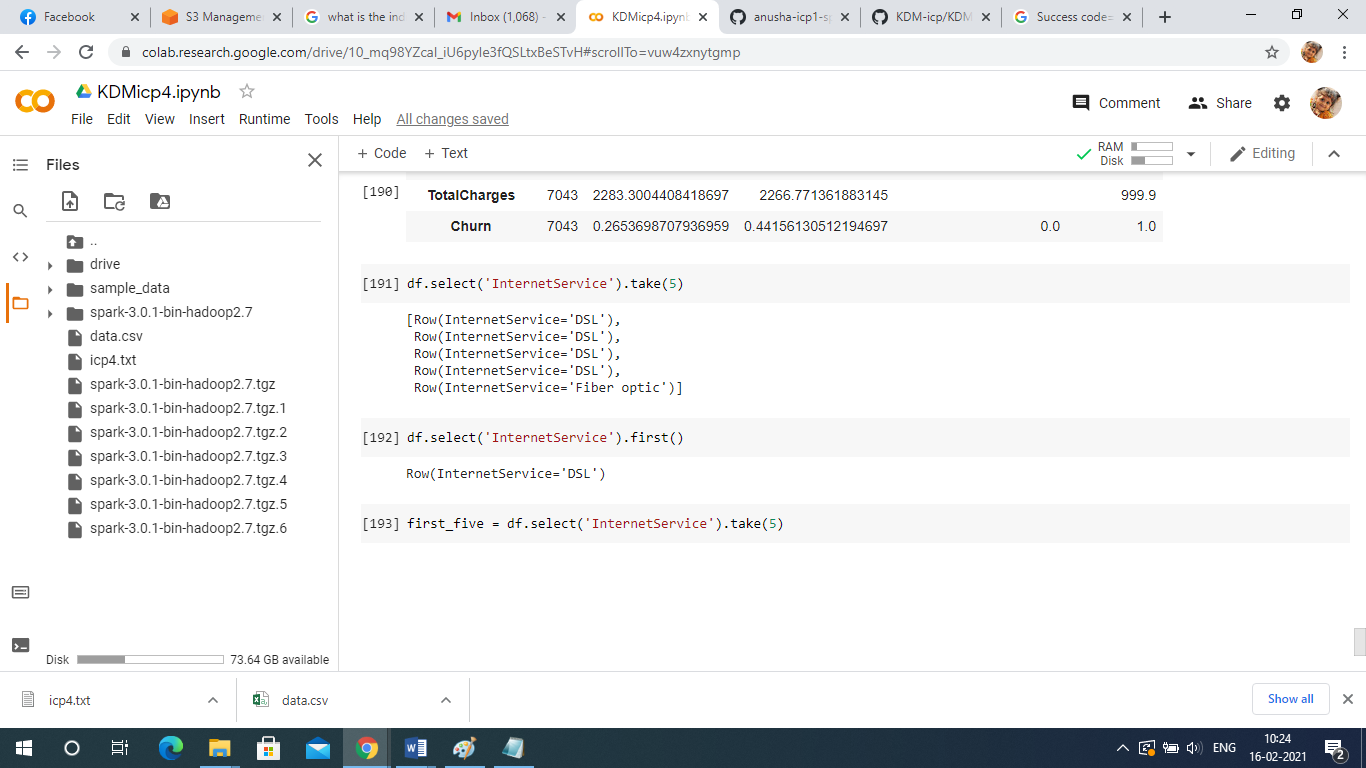 Facebook
S3 Managemen
what is the ind
Inbox (1,068) -
KDMicp4.ipynb
anusha-icp1-sp
KDM-icp/KDM
Success code=
colab.research.google.com/drive/10_mq98YZcaI_iU6pyIe3fQSLtxBeSTvH#scrollTo=vuw4zxnytgmp
KDMicp4.ipynb
Comment
Share
File Edit View Insert Runtime Tools Help All changes saved
Files
+ Code + Text
RAM
Disk
Editing
..
drive
sample_data
spark-3.0.1-bin-hadoop2.7
data.csv
icp4.txt
spark-3.0.1-bin-hadoop2.7.tgz
spark-3.0.1-bin-hadoop2.7.tgz.1
spark-3.0.1-bin-hadoop2.7.tgz.2
spark-3.0.1-bin-hadoop2.7.tgz.3
spark-3.0.1-bin-hadoop2.7.tgz.4
spark-3.0.1-bin-hadoop2.7.tgz.5
spark-3.0.1-bin-hadoop2.7.tgz.6
Disk 73.64 GB available
[190] TotalCharges 7043 2283.3004408418697 2266.771361883145 999.9
Churn 7043 0.2653698707936959 0.44156130512194697 0.0 1.0
[191] df.select('InternetService').take(5)
[Row(InternetService='DSL'),
Row(InternetService='DSL'),
Row(InternetService='DSL'),
Row(InternetService='DSL'),
Row(InternetService='Fiber optic')]
[192] df.select('InternetService').first()
Row(InternetService='DSL')
[193] first_five = df.select('InternetService').take(5)
icp4.txt
data.csv
Show all
ENG
10:24
16-02-2021
2